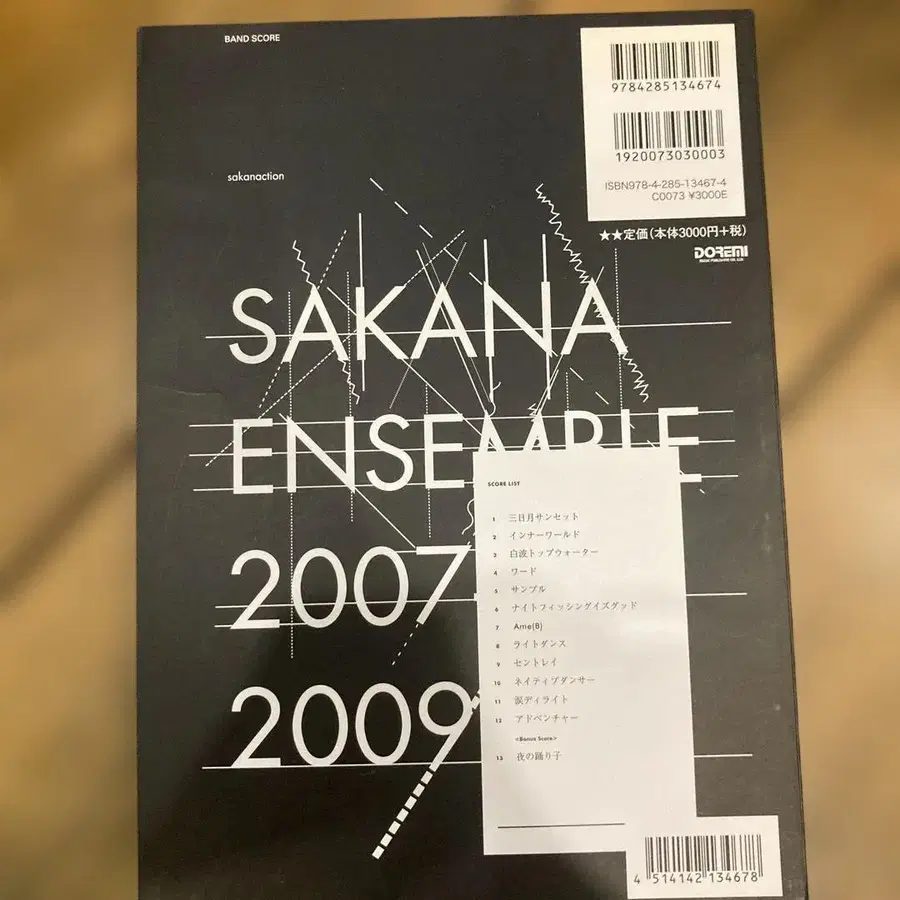 BAND SCORE
9784285134674
1920073030003
ISBN978-4-285-13467-4
C0073 ¥3000E
★★定価(本体3000円+税)
DOREMI
sakanaction
SAKANA
ENSEMBLE
2007
2009
SCORE LIST
1 三日月サンセット
2 インナーワールド
3 白波トップウォーター
4 ワード
5 サンプル
6 ナイトフィッシングイズグッド
7 Ame(B)
8 ライトダンス
9 セントレイ
10 ネイティブダンサー
11 涙ディライト
12 アドベンチャー
<Bonus Score>
13 夜の踊り子
4 514142 134678